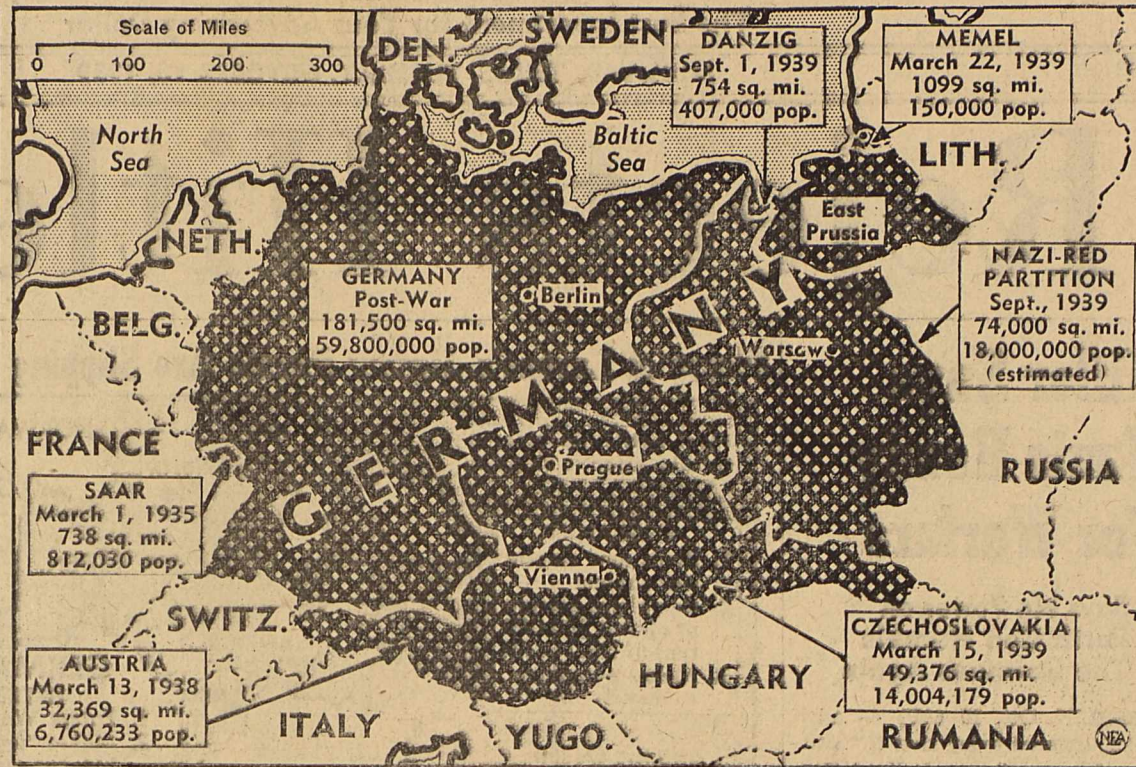 Scale of Miles
0 100 200 300
DEN.
SWEDEN
DANZIG
Sept. 1, 1939
754 sq. mi.
407,000 pop.
MEMEL
March 22, 1939
1099 sq. mi.
150,000 pop.
North
Sea
Baltic
Sea
LITH.
East
Prussia
NETH.
NAZI-RED
PARTITION
Sept., 1939
74,000 sq. mi.
18,000,000 pop.
(estimated)
GERMANY
Post-War
181,500 sq. mi.
59,800,000 pop.
Berlin
BELG.
Warsaw
GERMANY
FRANCE
Prague
RUSSIA
SAAR
March 1, 1935
738 sq. mi.
812,030 pop.
Vienna
SWITZ.
CZECHOSLOVAKIA
March 15, 1939
49,376 sq. mi.
14,004,179 pop.
AUSTRIA
March 13, 1938
32,369 sq. mi.
6,760,233 pop.
HUNGARY
ITALY
YUGO.
RUMANIA
NEA